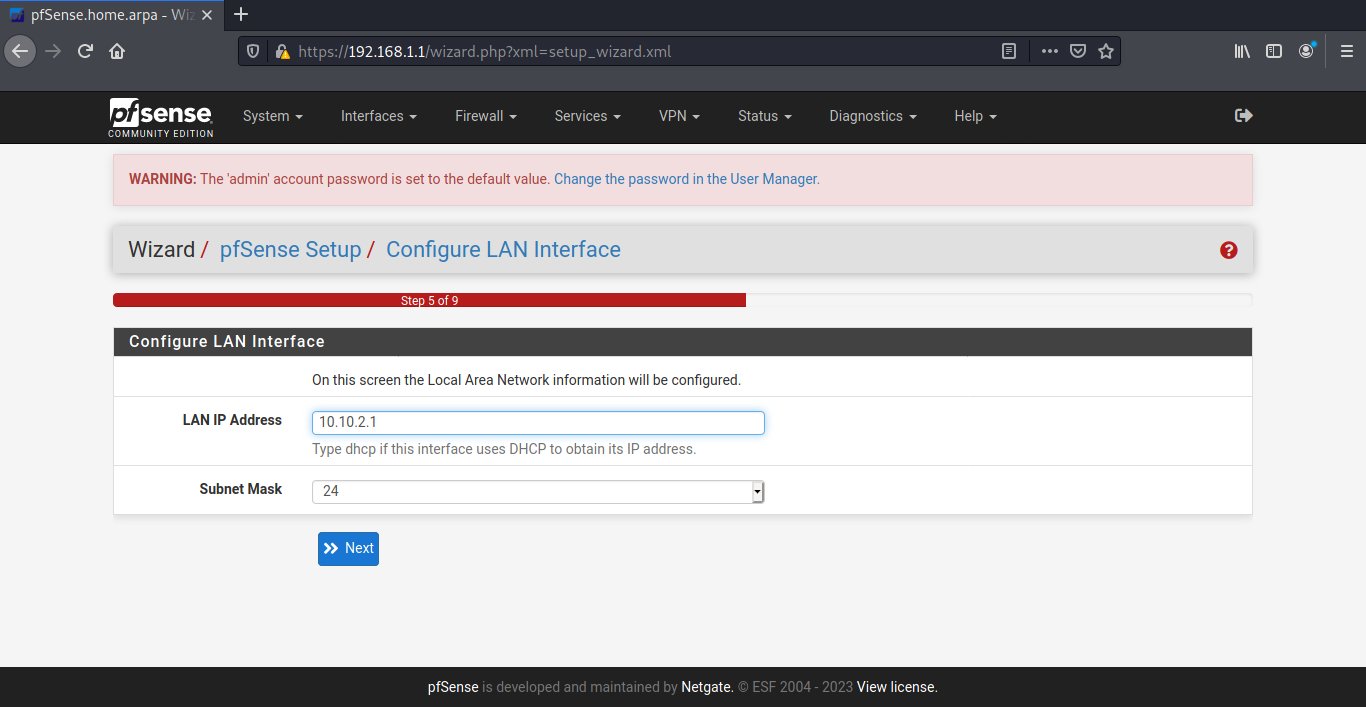 pfSense.home.arpa - Wiz
https://192.168.1.1/wizard.php?xml=setup_wizard.xml
pfsense
COMMUNITY EDITION
System Interfaces Firewall Services VPN Status Diagnostics Help
WARNING: The 'admin' account password is set to the default value. Change the password in the User Manager.
Wizard / pfSense Setup / Configure LAN Interface
Step 5 of 9
Configure LAN Interface
On this screen the Local Area Network information will be configured.
LAN IP Address 10.10.2.1
Type dhcp if this interface uses DHCP to obtain its IP address.
Subnet Mask 24
Next
pfSense is developed and maintained by Netgate. © ESF 2004 - 2023 View license.